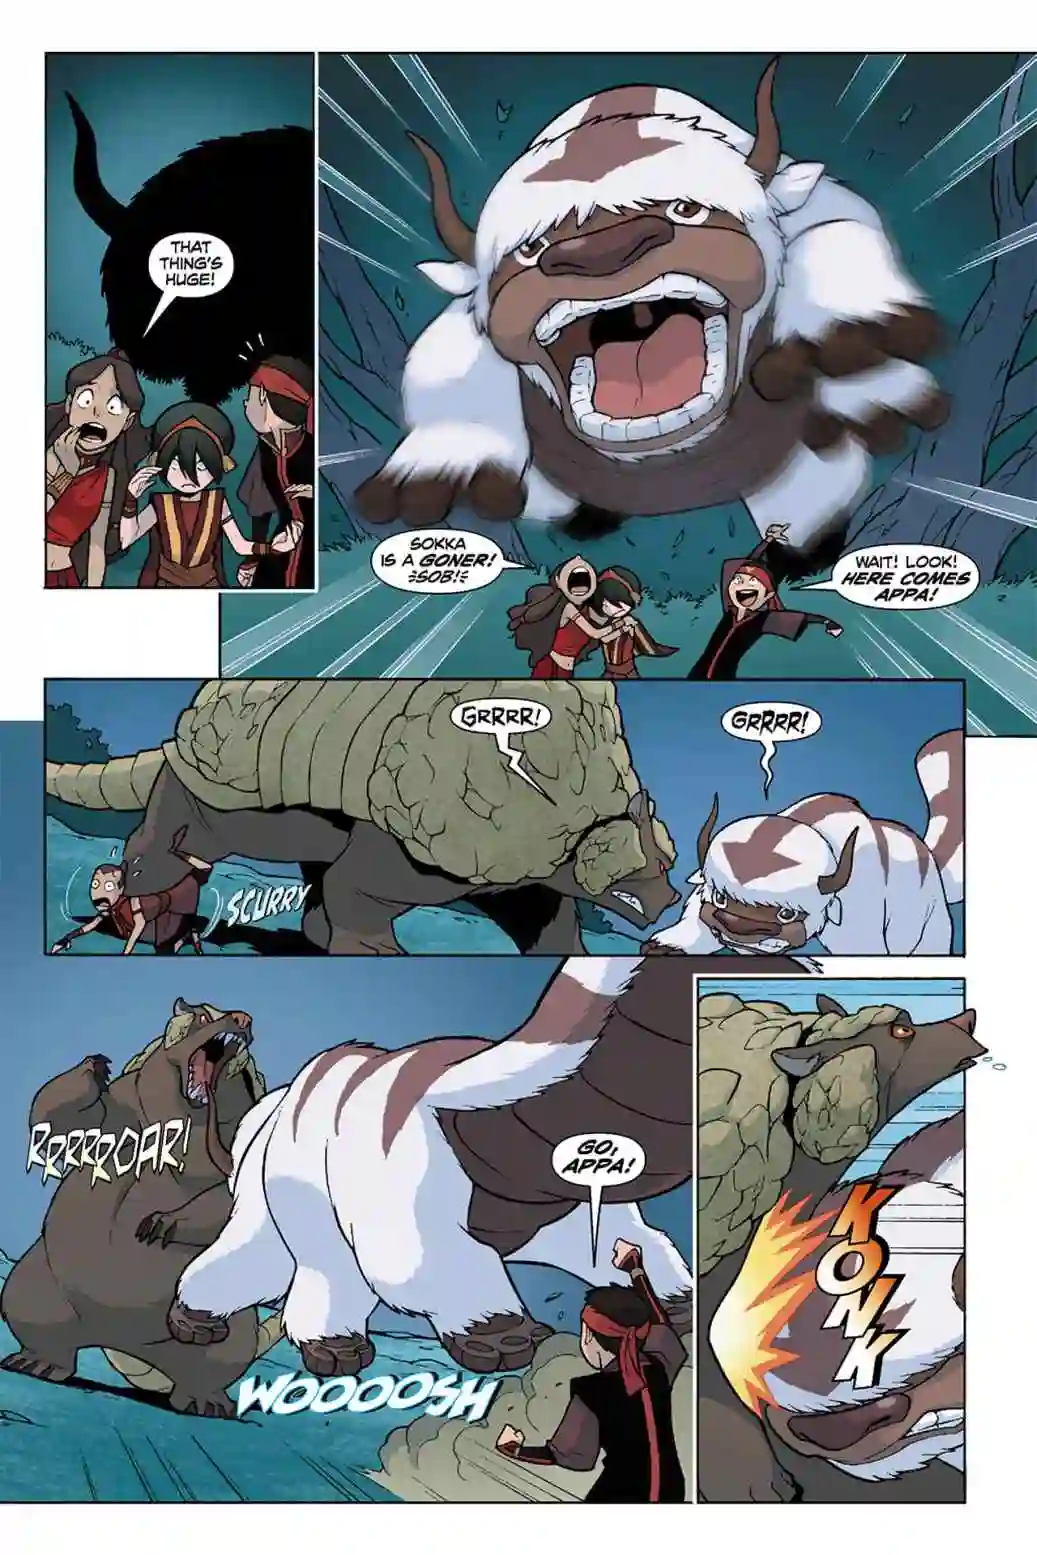 THAT
THING'S
HUGE!
SOKKA
IS A GONER!
SOB!
WAIT! LOOK!
HERE COMES
APPA!
GRRRR!
GRRRR!
SCURRY
RRRRROAR!
GO,
APPA!
WOOOOSH
KONK